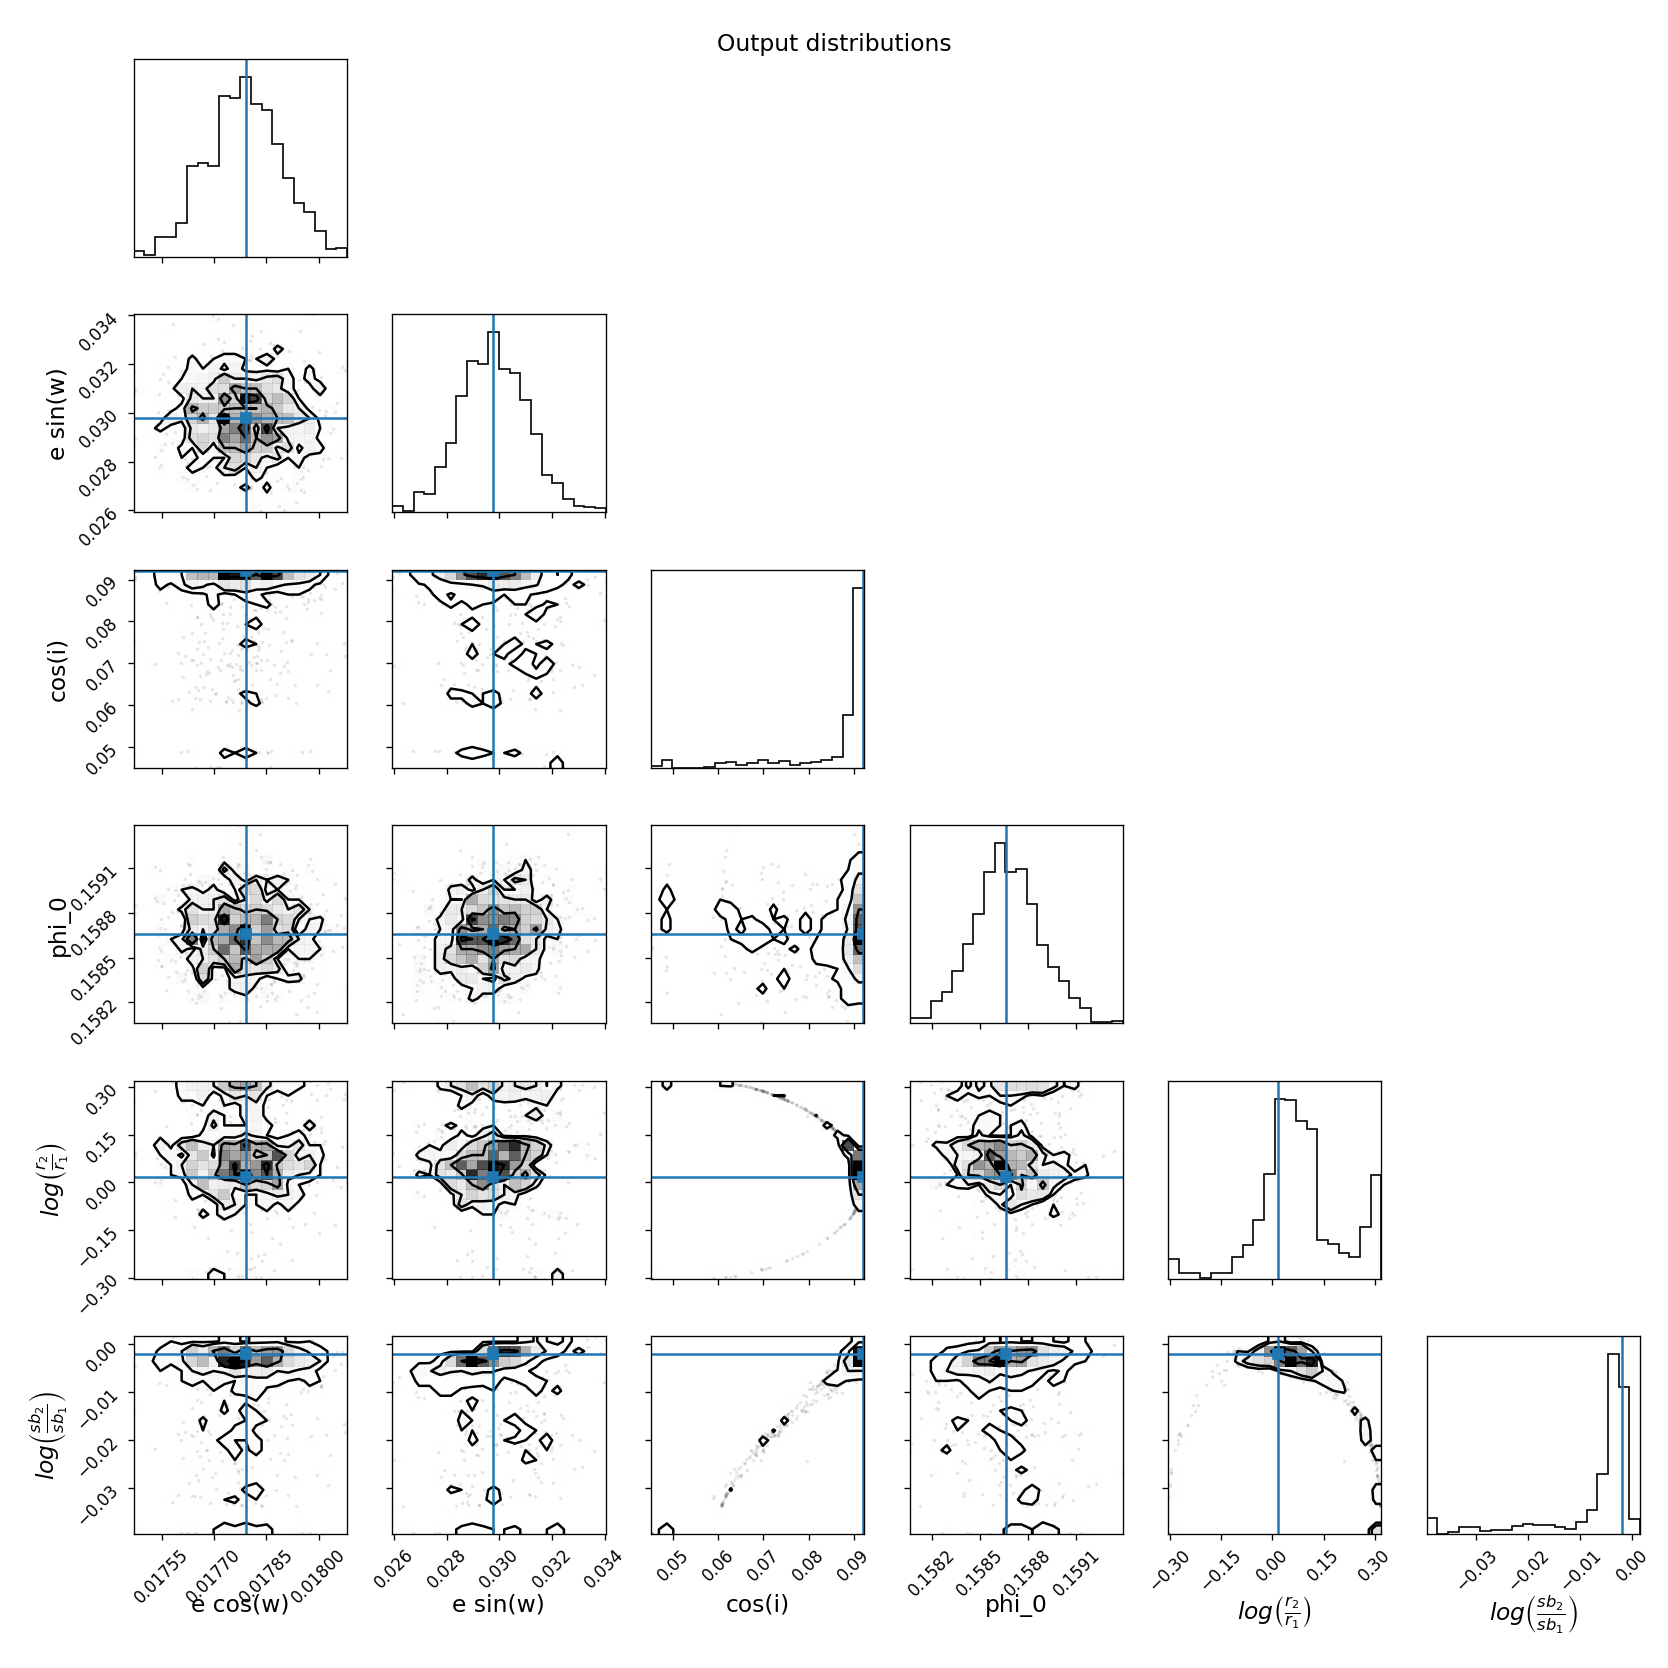 Output distributions
0.034
0.032
0.030
0.028
0.026
e sin(w)
0.09
0.08
0.07
0.06
0.05
cos(i)
0.1591
0.1588
0.1585
0.1582
phi_0
0.30
0.15
0.00
−0.15
−0.30
log(r₂/r₁)
0.00
−0.01
−0.02
−0.03
log(sb₂/sb₁)
0.01755 0.01770 0.01785 0.01800 0.026 0.028 0.030 0.032 0.034 0.05 0.06 0.07 0.08 0.09 0.1582 0.1585 0.1588 0.1591 −0.30 −0.15 0.00 0.15 0.30 −0.03 −0.02 −0.01 0.00
e cos(w) e sin(w) cos(i) phi_0 log(r₂/r₁) log(sb₂/sb₁)